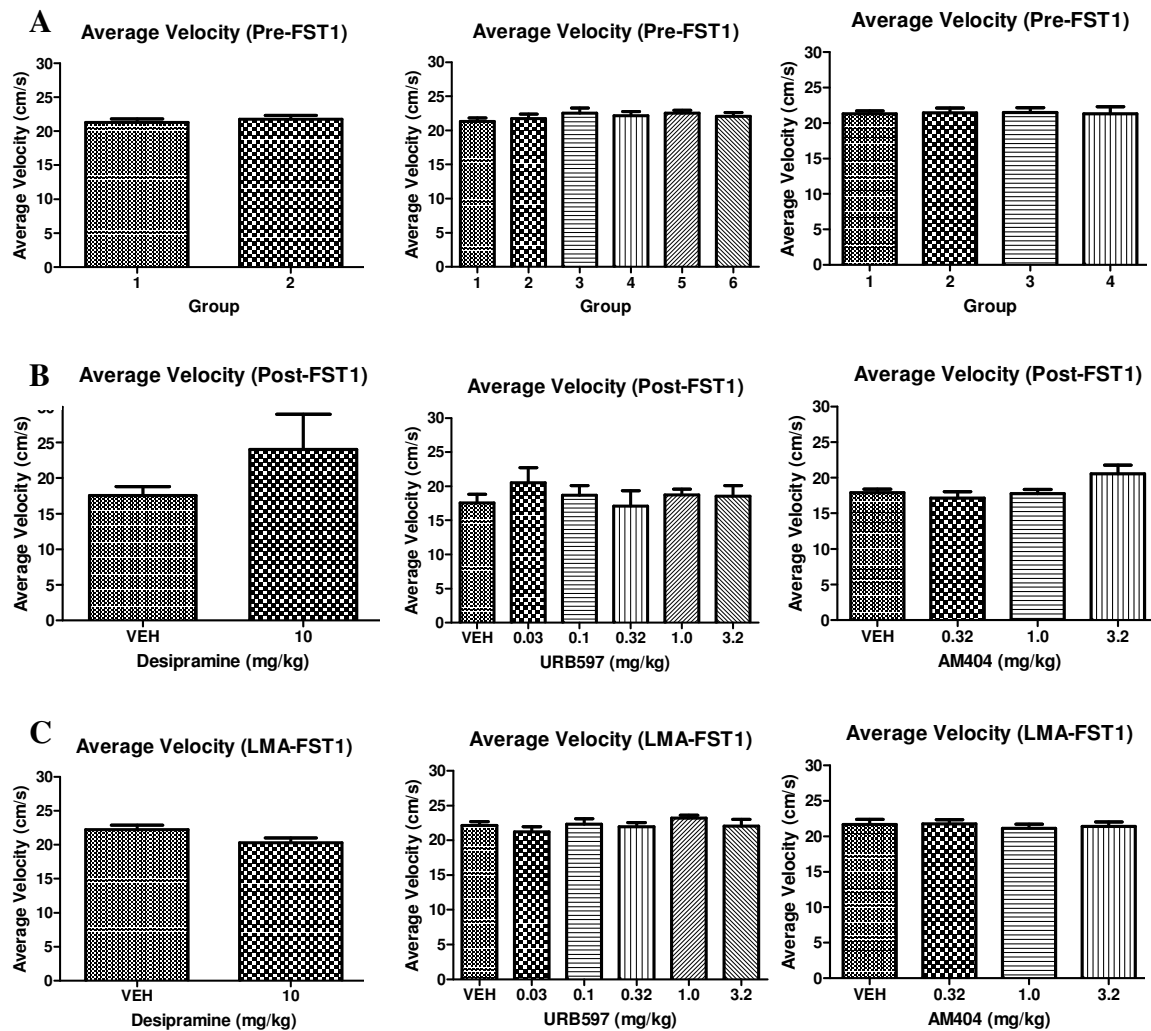 A
Average Velocity (Pre-FST1)
Average Velocity (cm/s)
30
25
20
15
10
5
0
1 2
Group
Average Velocity (Pre-FST1)
Average Velocity (cm/s)
30
25
20
15
10
5
0
1 2 3 4 5 6
Group
Average Velocity (Pre-FST1)
Average Velocity (cm/s)
30
25
20
15
10
5
0
1 2 3 4
Group
B
Average Velocity (Post-FST1)
Average Velocity (cm/s)
30
25
20
15
10
5
0
VEH 10
Desipramine (mg/kg)
Average Velocity (Post-FST1)
Average Velocity (cm/s)
30
25
20
15
10
5
0
VEH 0.03 0.1 0.32 1.0 3.2
URB597 (mg/kg)
Average Velocity (Post-FST1)
Average Velocity (cm/s)
30
25
20
15
10
5
0
VEH 0.32 1.0 3.2
AM404 (mg/kg)
C
Average Velocity (LMA-FST1)
Average Velocity (cm/s)
30
25
20
15
10
5
0
VEH 10
Desipramine (mg/kg)
Average Velocity (LMA-FST1)
Average Velocity (cm/s)
30
25
20
15
10
5
0
VEH 0.03 0.1 0.32 1.0 3.2
URB597 (mg/kg)
Average Velocity (LMA-FST1)
Average Velocity (cm/s)
30
25
20
15
10
5
0
VEH 0.32 1.0 3.2
AM404 (mg/kg)